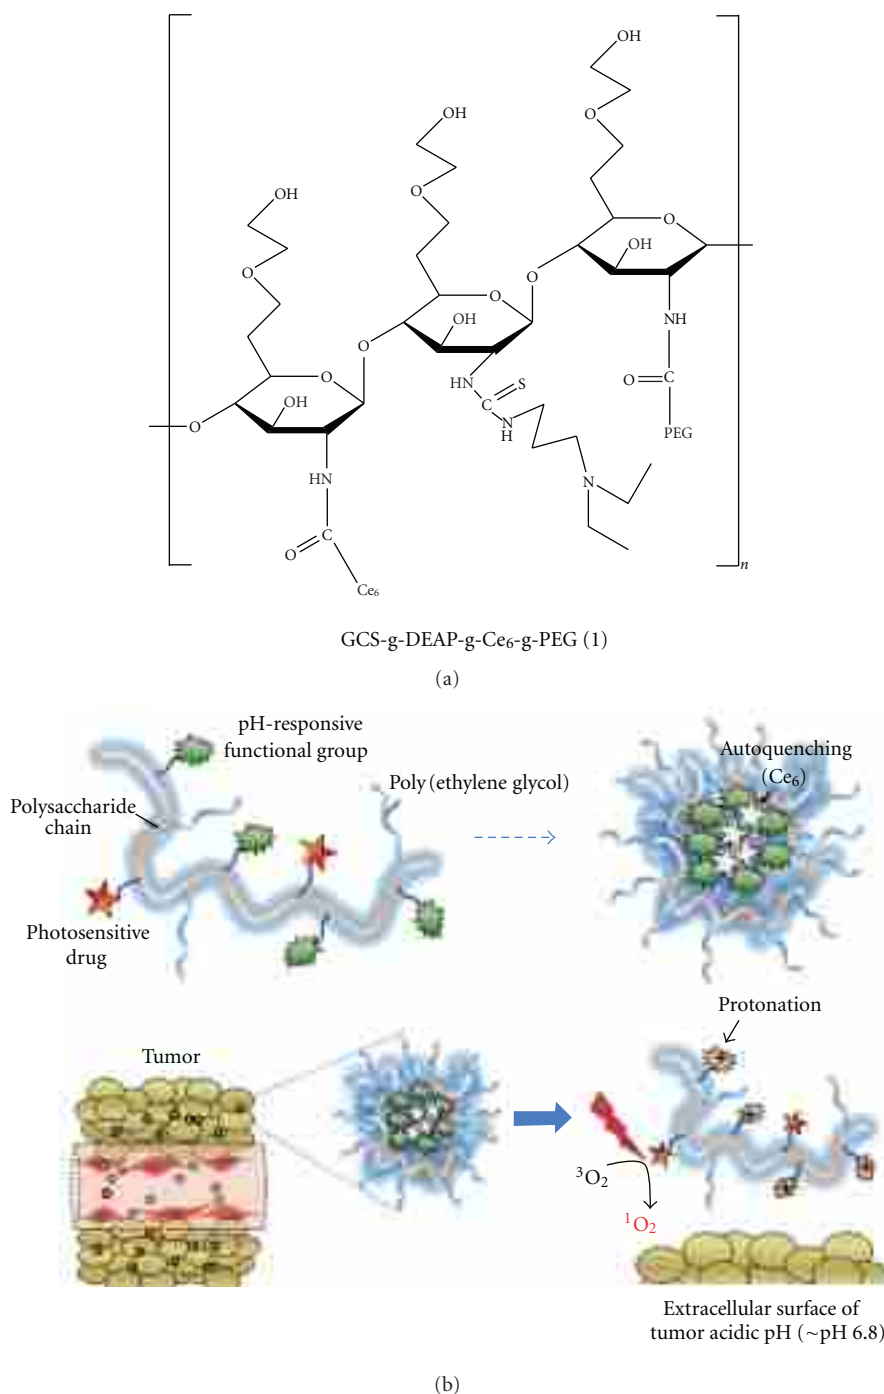 OH
O
OH
O
OH
O
O
OH
O
O
OH
NH
O
C
PEG
O
OH
HN
C
S
N
H
N
O
O
HN
C
O
Ce6
n
GCS-g-DEAP-g-Ce6-g-PEG (1)
(a)
pH-responsive
functional group
Polysaccharide
chain
Photosensitive
drug
Poly(ethylene glycol)
Autoquenching
(Ce6)
Tumor
Protonation
³O₂
¹O₂
Extracellular surface of
tumor acidic pH (~pH 6.8)
(b)